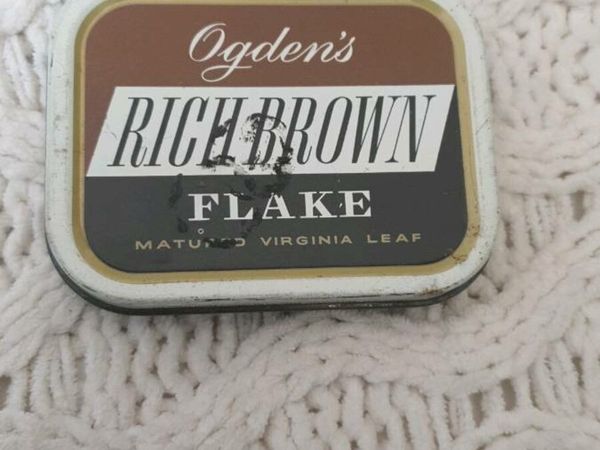 Ogden's
RICH BROWN
FLAKE
MATURED VIRGINIA LEAF